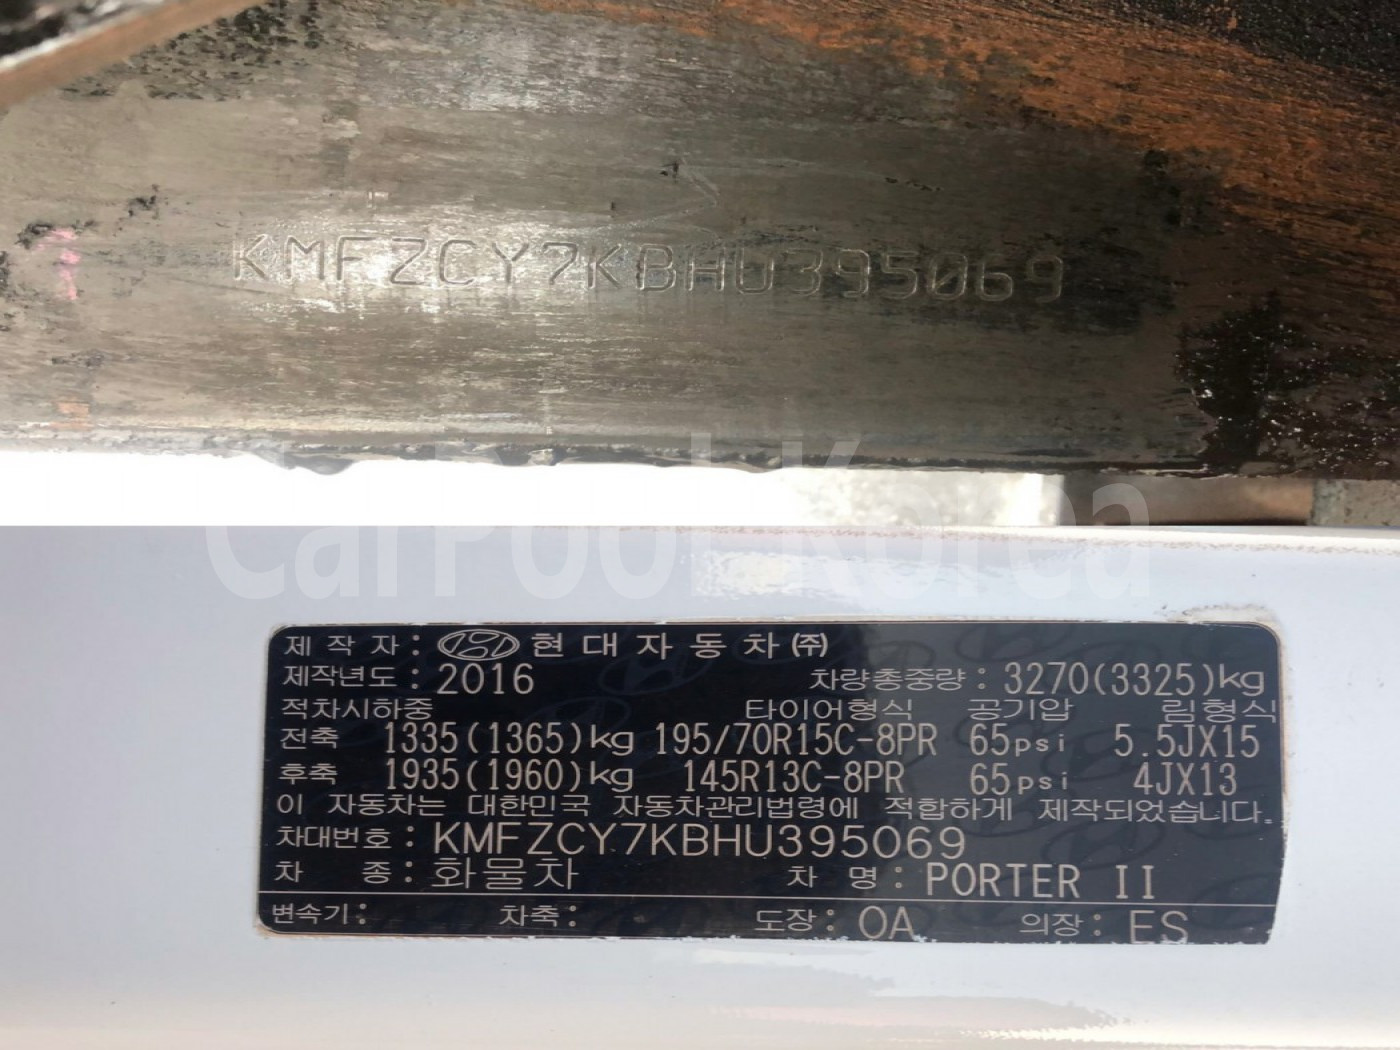 KMFZCY7KBHU395069
CarPool Korea
제 작 자 : 현대자동차㈜
제작년도 : 2016 차량총중량 : 3270(3325)kg
적차시하중 타이어형식 공기압 림형식
전축 1335(1365)kg 195/70R15C-8PR 65psi 5.5JX15
후축 1935(1960)kg 145R13C-8PR 65psi 4JX13
이 자동차는 대한민국 자동차관리법령에 적합하게 제작되었습니다.
차대번호 : KMFZCY7KBHU395069
차 종 : 화물차 차 명 : PORTER II
변속기 : 차축 : 도장 : OA 의장 : ES